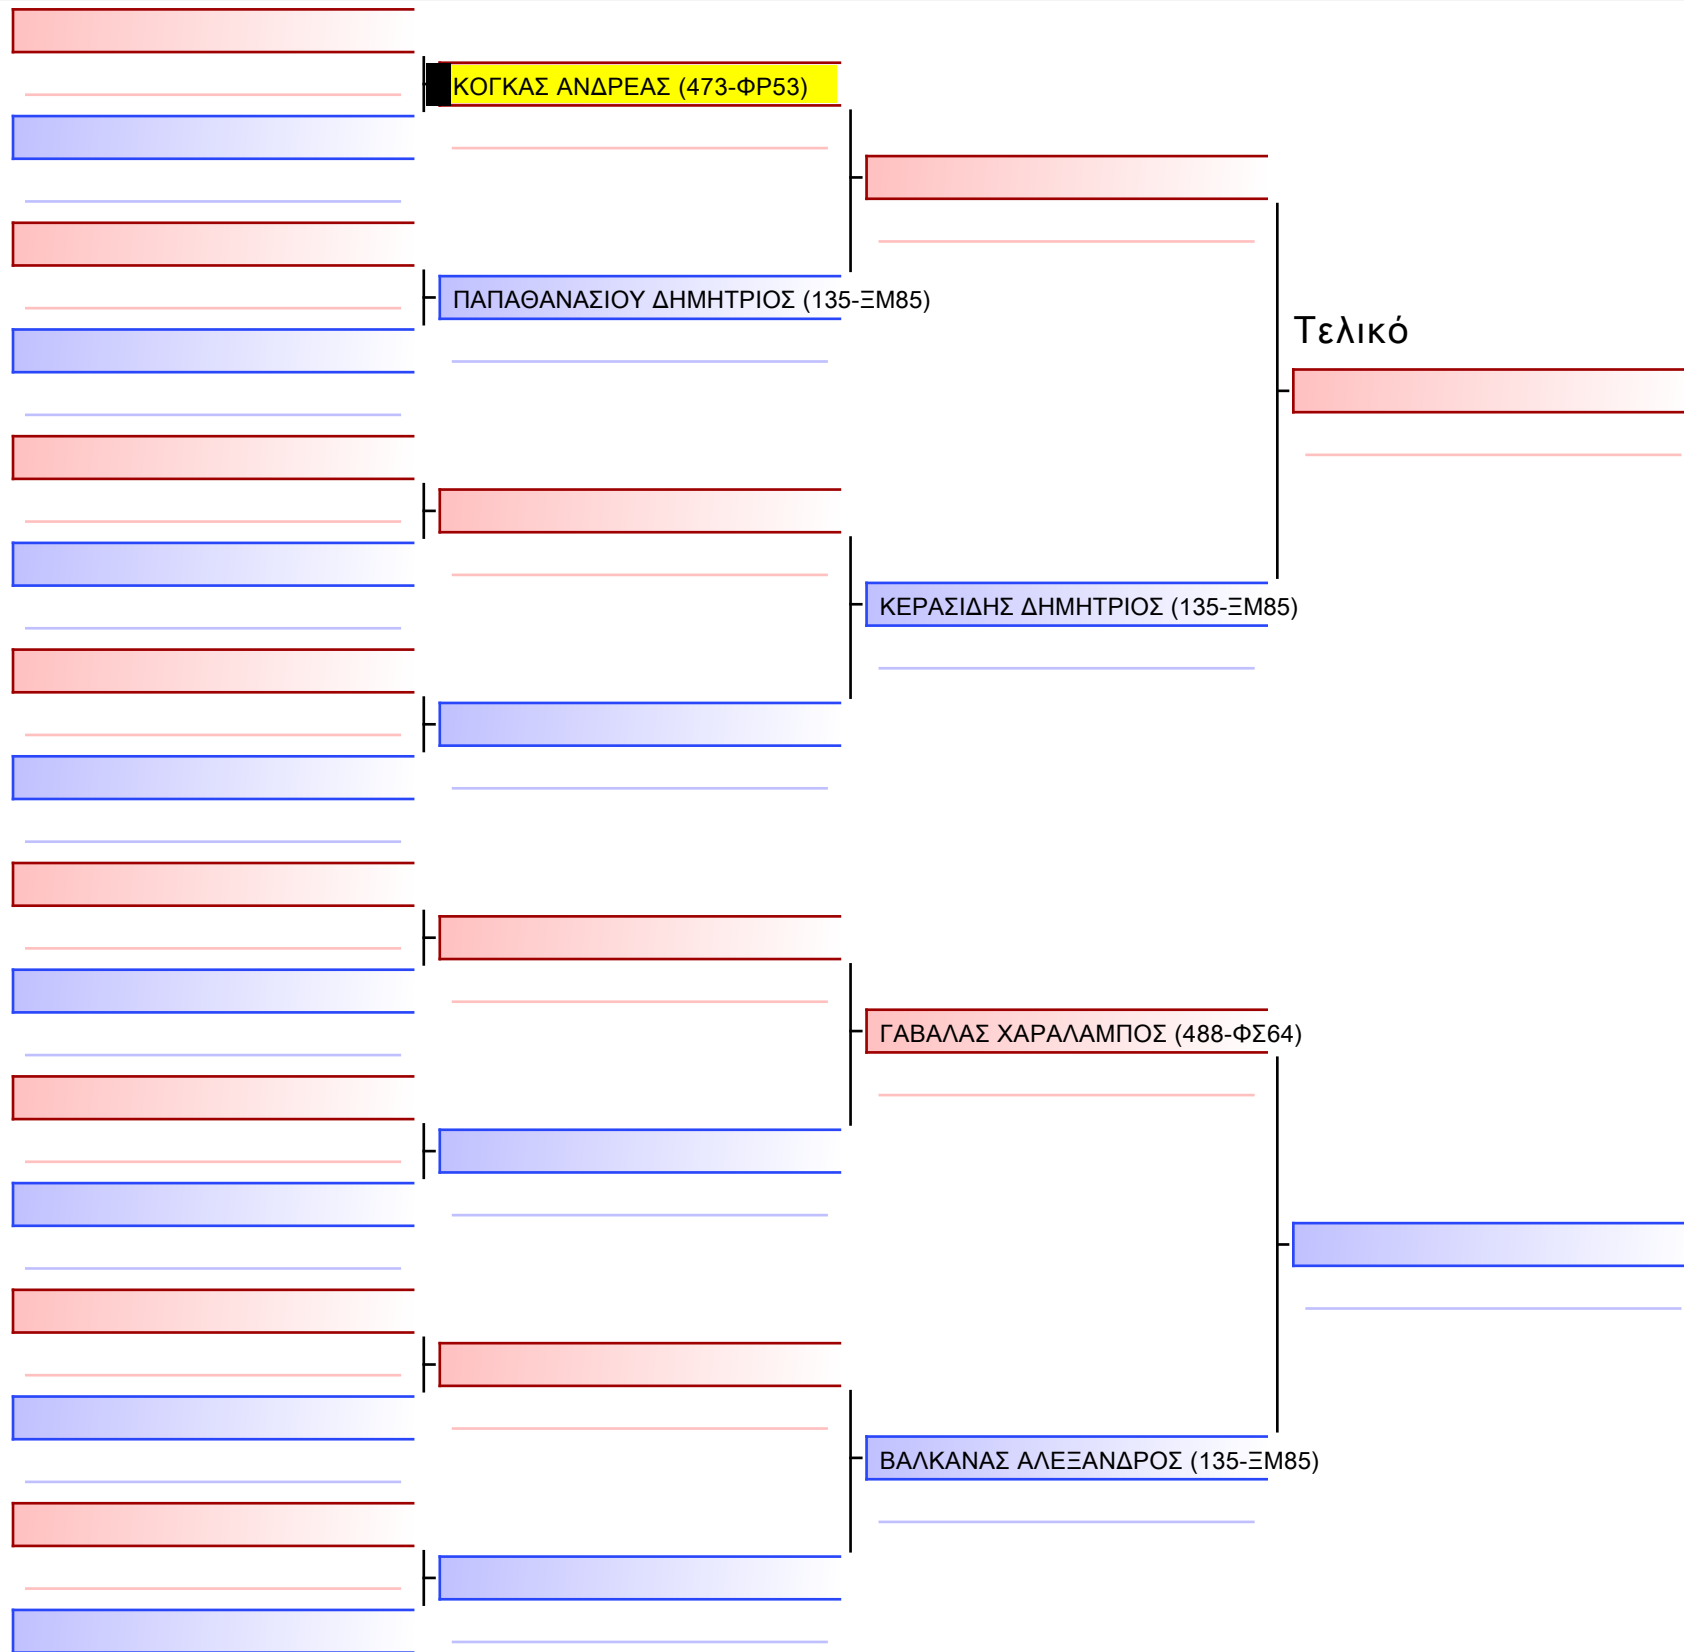 ΚΟΓΚΑΣ ΑΝΔΡΕΑΣ (473-ΦΡ53)
ΠΑΠΑΘΑΝΑΣΙΟΥ ΔΗΜΗΤΡΙΟΣ (135-ΞΜ85)
Τελικό
ΚΕΡΑΣΙΔΗΣ ΔΗΜΗΤΡΙΟΣ (135-ΞΜ85)
ΓΑΒΑΛΑΣ ΧΑΡΑΛΑΜΠΟΣ (488-ΦΣ64)
ΒΑΛΚΑΝΑΣ ΑΛΕΞΑΝΔΡΟΣ (135-ΞΜ85)